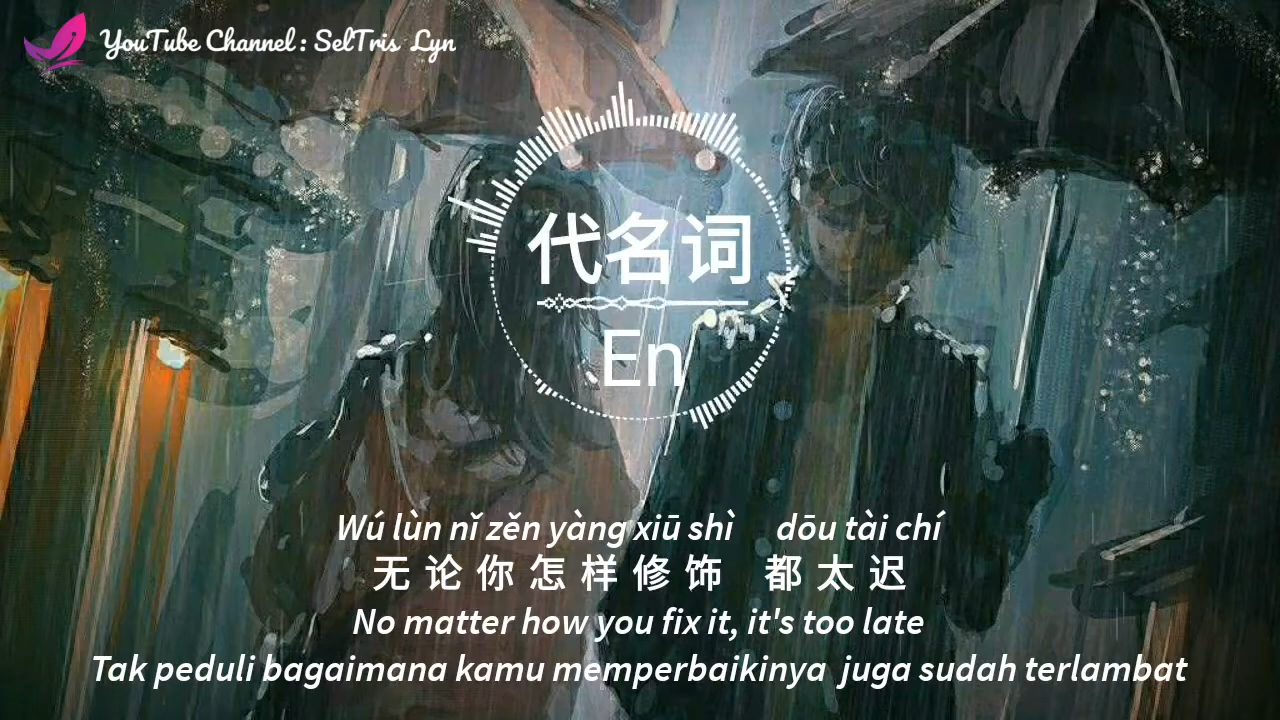 YouTube Channel : SelTris Lyn
代名词
En
Wú lùn nǐ zěn yàng xiū shì dōu tài chí
无论你怎样修饰 都太迟
No matter how you fix it, it's too late
Tak peduli bagaimana kamu memperbaikinya juga sudah terlambat